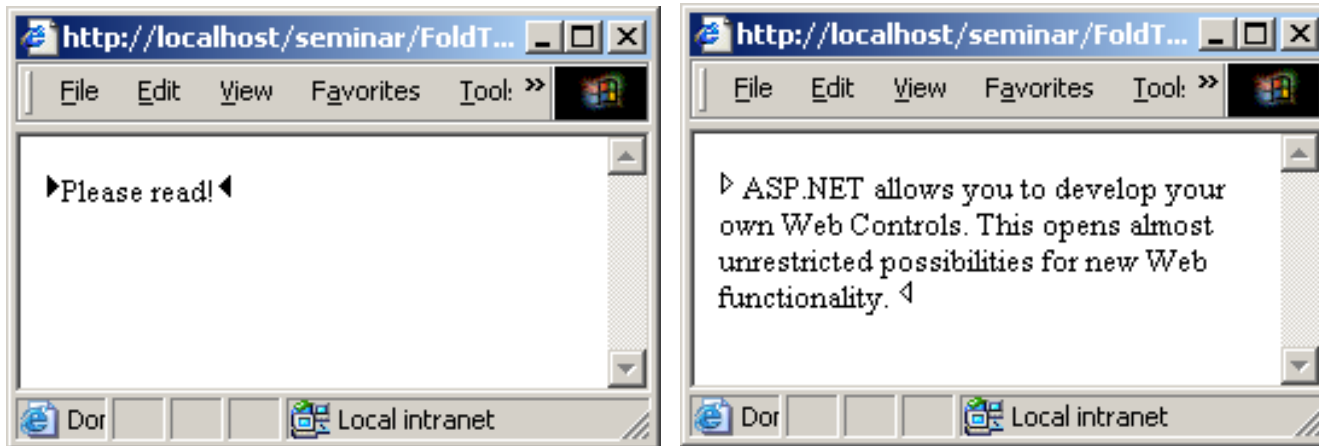 http://localhost/seminar/FoldT...
File Edit View Favorites Tool: »
Please read!
Dor Local intranet
http://localhost/seminar/FoldT...
File Edit View Favorites Tool: »
ASP.NET allows you to develop your
own Web Controls. This opens almost
unrestricted possibilities for new Web
functionality.
Dor Local intranet